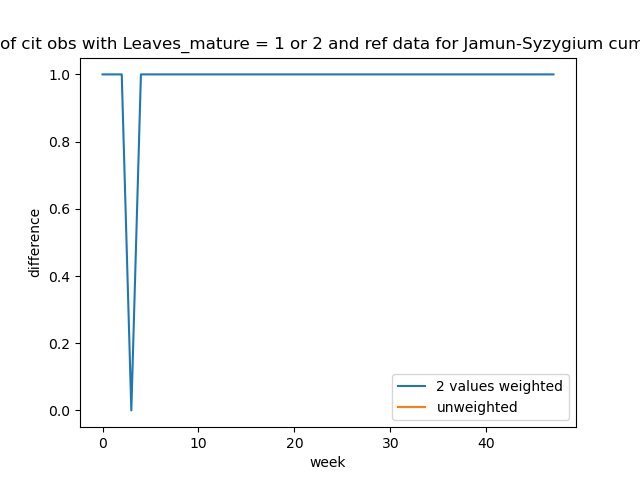 of cit obs with Leaves_mature = 1 or 2 and ref data for Jamun-Syzygium cum
1.0
0.8
0.6
0.4
0.2
0.0
difference
2 values weighted
unweighted
0 10 20 30 40
week